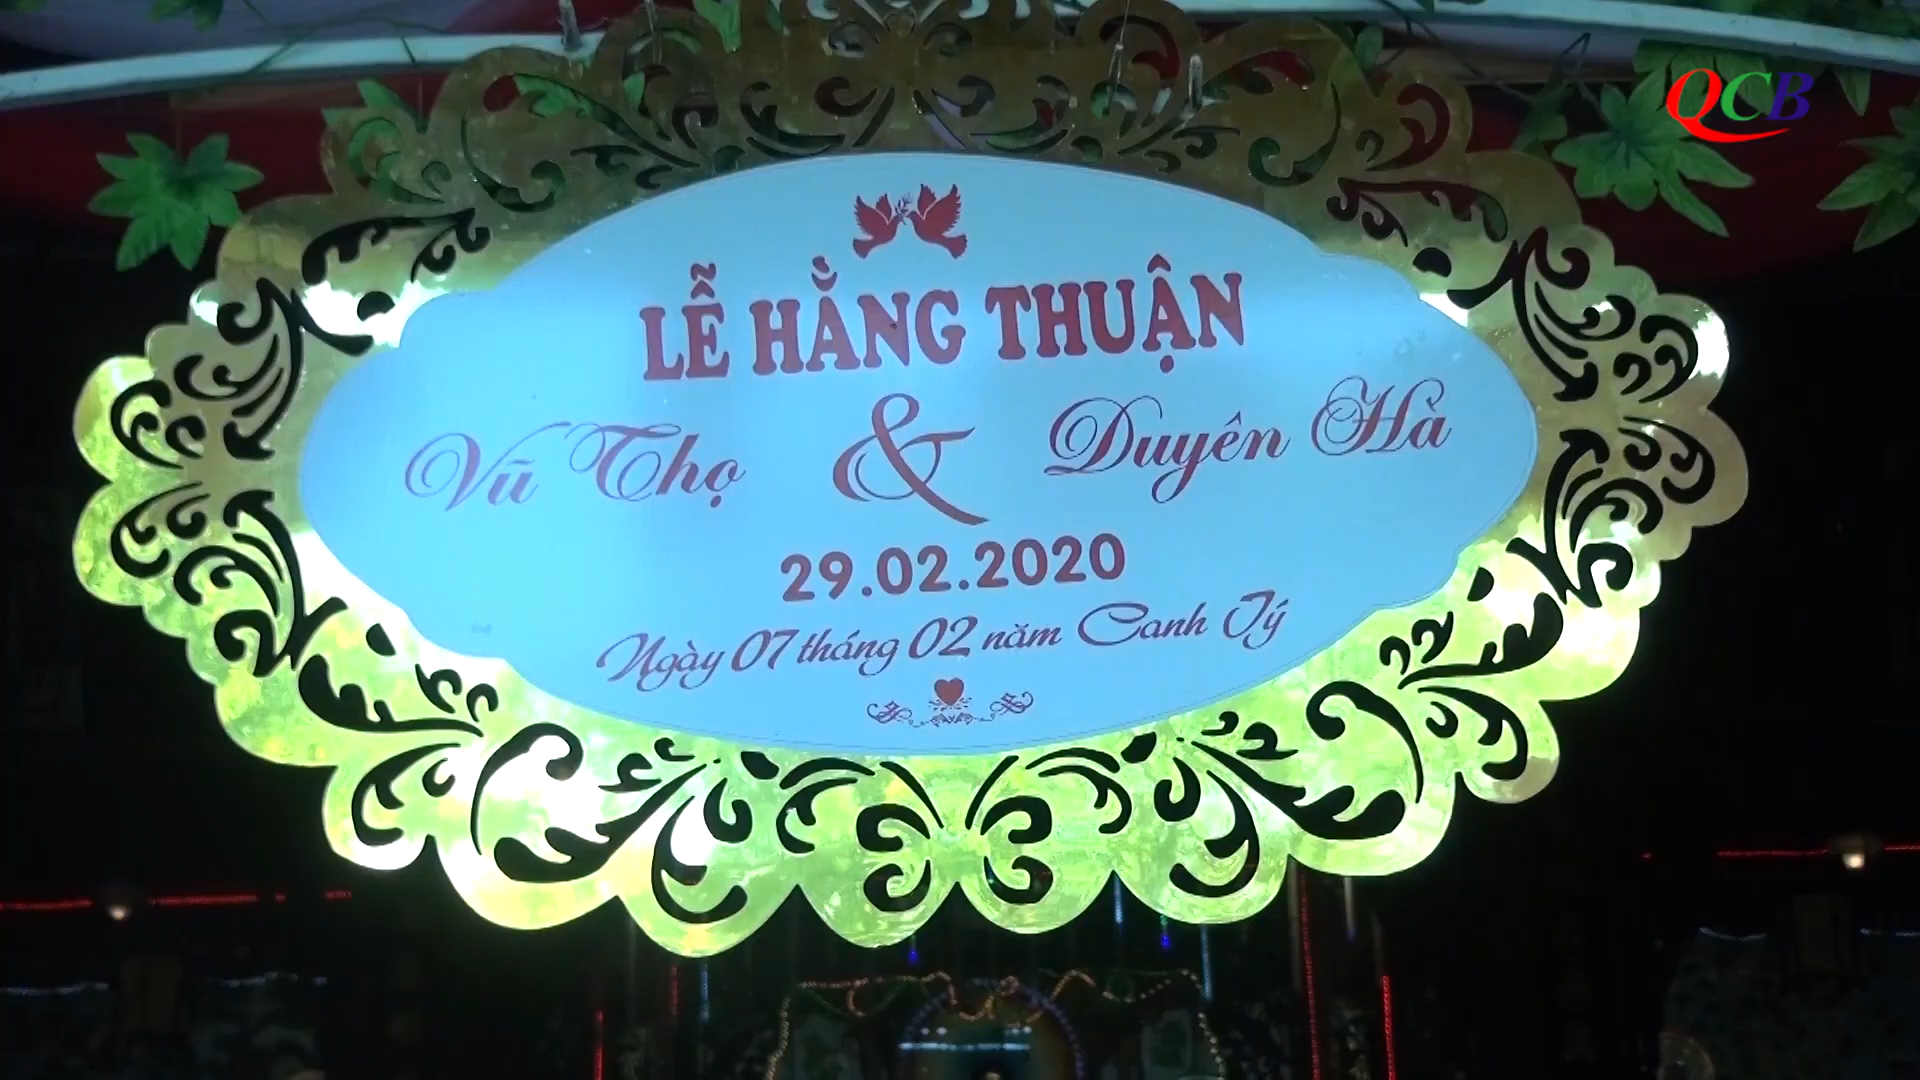 QCB
LỄ HẰNG THUẬN
Vũ Thọ & Duyên Hà
29.02.2020
Ngày 07 tháng 02 năm Canh Tý